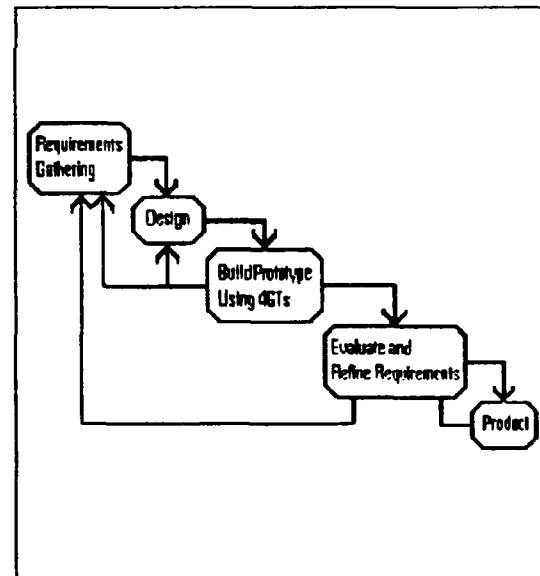 Requirements
Gathering
Design
Build Prototype
Using 4GTs
Evaluate and
Refine Requirements
Product